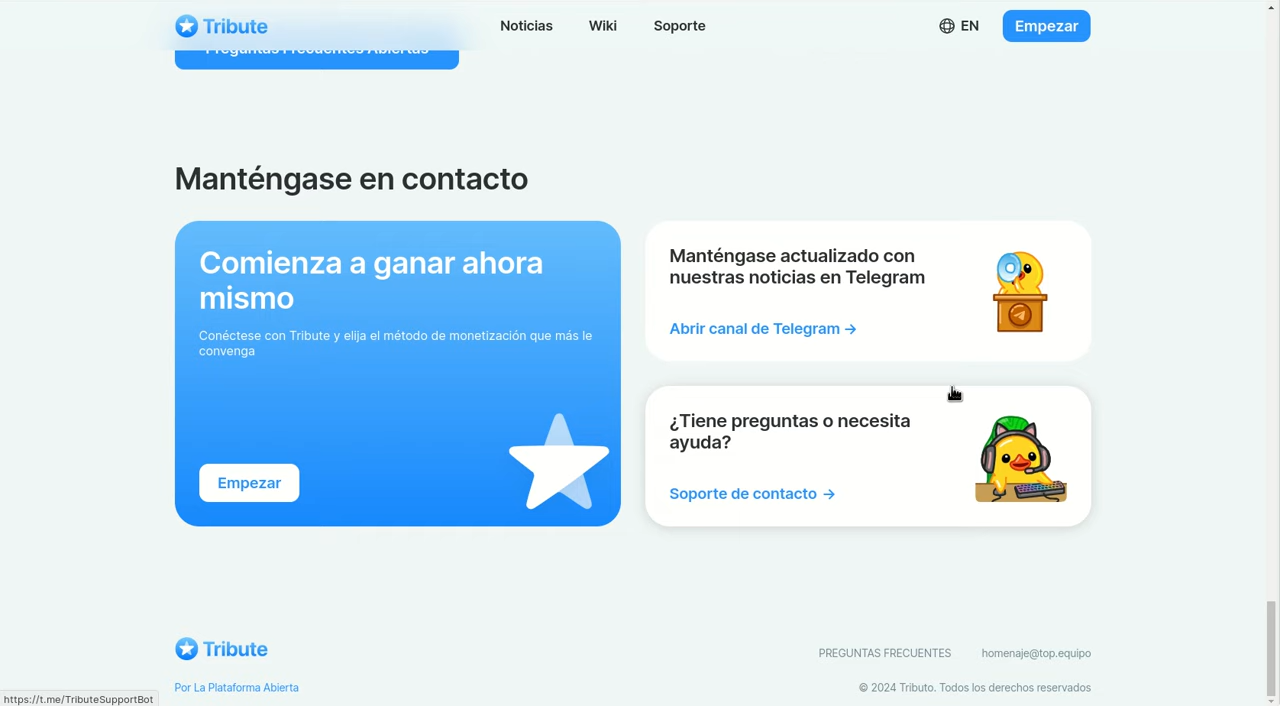 Tribute
Noticias
Wiki
Soporte
EN
Empezar
Preguntas Frecuentes Abiertas
Manténgase en contacto
Comienza a ganar ahora
mismo
Conéctese con Tribute y elija el método de monetización que más le
convenga
Empezar
Manténgase actualizado con
nuestras noticias en Telegram
Abrir canal de Telegram →
¿Tiene preguntas o necesita
ayuda?
Soporte de contacto →
Tribute
PREGUNTAS FRECUENTES
homenaje@top.equipo
Por La Plataforma Abierta
© 2024 Tributo. Todos los derechos reservados
https://t.me/TributeSupportBot